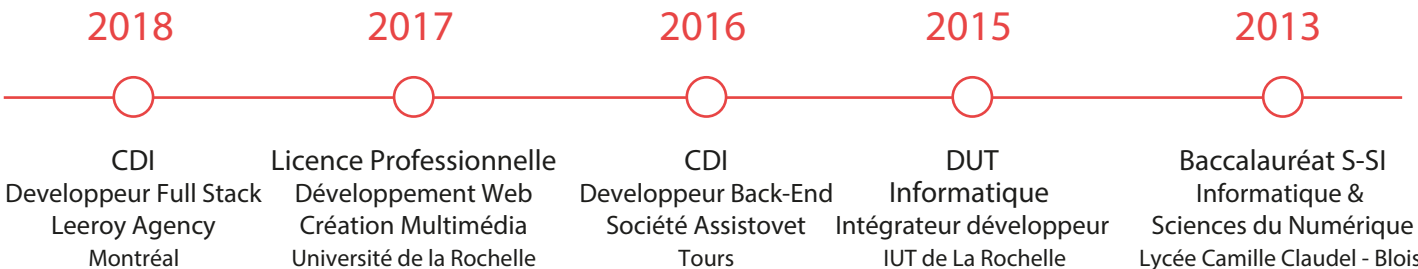 2018
CDI
Developpeur Full Stack
Leeroy Agency
Montréal
2017
Licence Professionnelle
Développement Web
Création Multimédia
Université de la Rochelle
2016
CDI
Developpeur Back-End
Société Assistovet
Tours
2015
DUT
Informatique
Intégrateur développeur
IUT de La Rochelle
2013
Baccalauréat S-SI
Informatique &
Sciences du Numérique
Lycée Camille Claudel - Blois